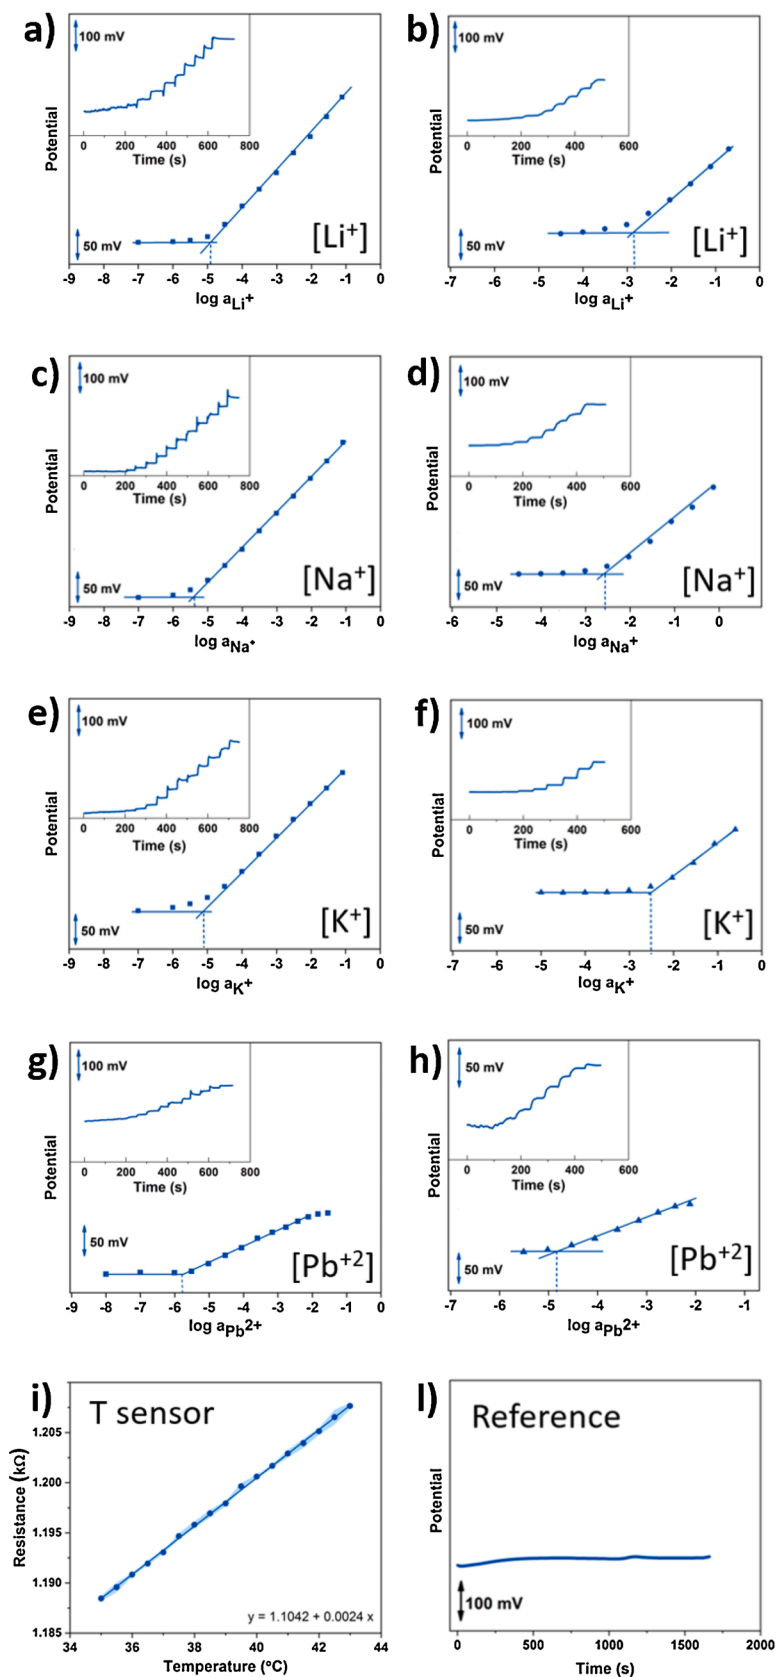 a)
100 mV
0 200 400 600 800
Time (s)
Potential
50 mV
[Li+]
-9 -8 -7 -6 -5 -4 -3 -2 -1 0
log aLi+
b)
100 mV
0 200 400 600
Time (s)
Potential
50 mV
[Li+]
-7 -6 -5 -4 -3 -2 -1 0
log aLi+
c)
100 mV
0 200 400 600 800
Time (s)
Potential
50 mV
[Na+]
-9 -8 -7 -6 -5 -4 -3 -2 -1 0
log aNa+
d)
100 mV
0 200 400 600
Time (s)
Potential
50 mV
[Na+]
-6 -5 -4 -3 -2 -1 0
log aNa+
e)
100 mV
0 200 400 600 800
Time (s)
Potential
50 mV
[K+]
-9 -8 -7 -6 -5 -4 -3 -2 -1 0
log aK+
f)
100 mV
0 200 400 600
Time (s)
Potential
50 mV
[K+]
-7 -6 -5 -4 -3 -2 -1 0
log aK+
g)
100 mV
0 200 400 600 800
Time (s)
Potential
50 mV
[Pb+2]
-9 -8 -7 -6 -5 -4 -3 -2 -1 0
log aPb2+
h)
50 mV
0 200 400 600
Time (s)
Potential
50 mV
[Pb+2]
-7 -6 -5 -4 -3 -2 -1
log aPb2+
i)
T sensor
Resistance (kΩ)
1.205
1.200
1.195
1.190
1.185
y = 1.1042 + 0.0024 x
34 36 38 40 42 44
Temperature (ºC)
l)
Reference
Potential
100 mV
0 500 1000 1500 2000
Time (s)